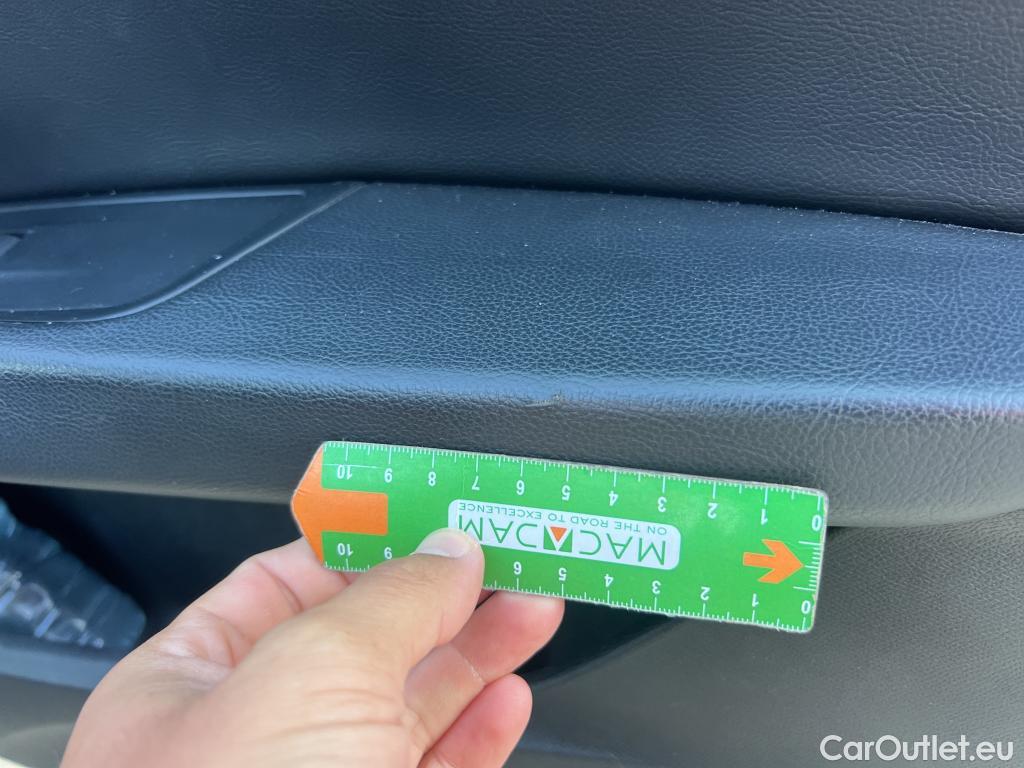 10 9 8 7 6 5 4 3 2 1 0
ON THE ROAD TO EXCELLENCE
MACADAM
10 9 6 5 4 3 2 1 0
CarOutlet.eu